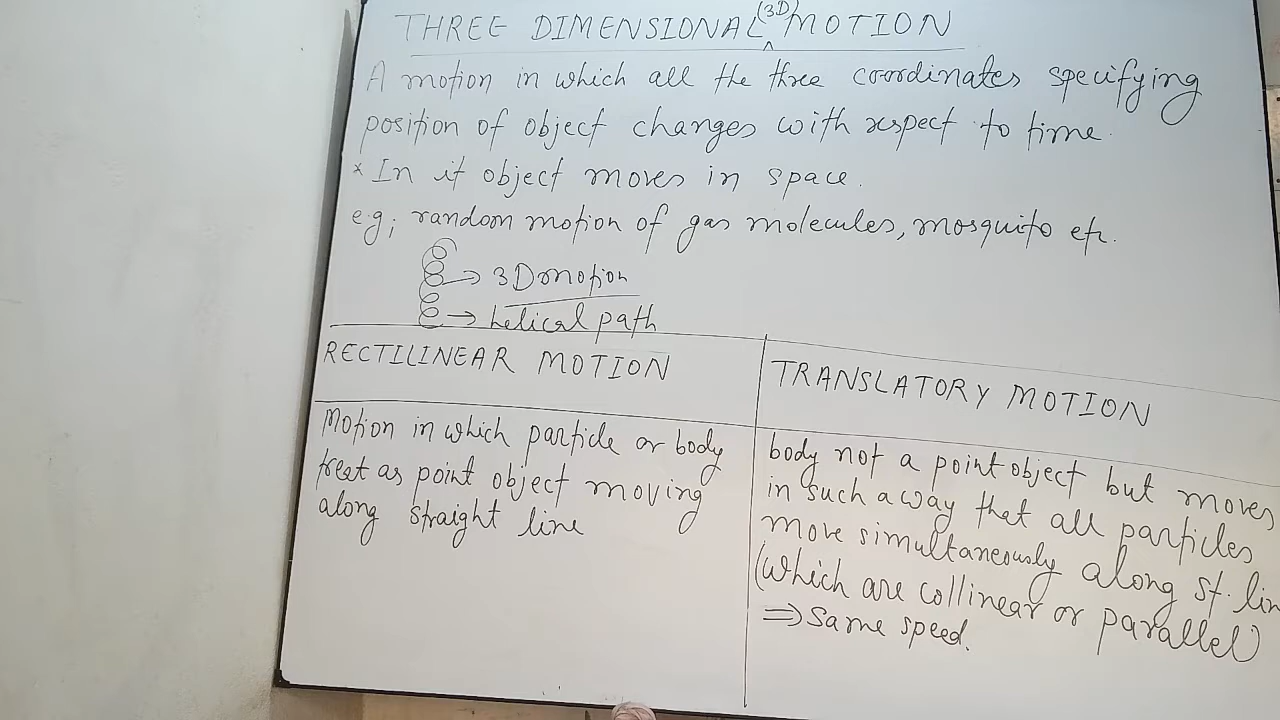 THREE DIMENSIONAL (3D) MOTION
A motion in which all the three coordinates specifying
position of object changes with respect to time.
* In it object moves in space.
e.g; random motion of gas molecules, mosquito etc.
→ 3D motion
→ helical path
RECTILINEAR MOTION
Motion in which particle or body
treat as point object moving
along straight line
TRANSLATORY MOTION
body not a point object but moves
in such a way that all particles
move simultaneously along st. lin
(which are collinear or parallel)
⇒ same speed.